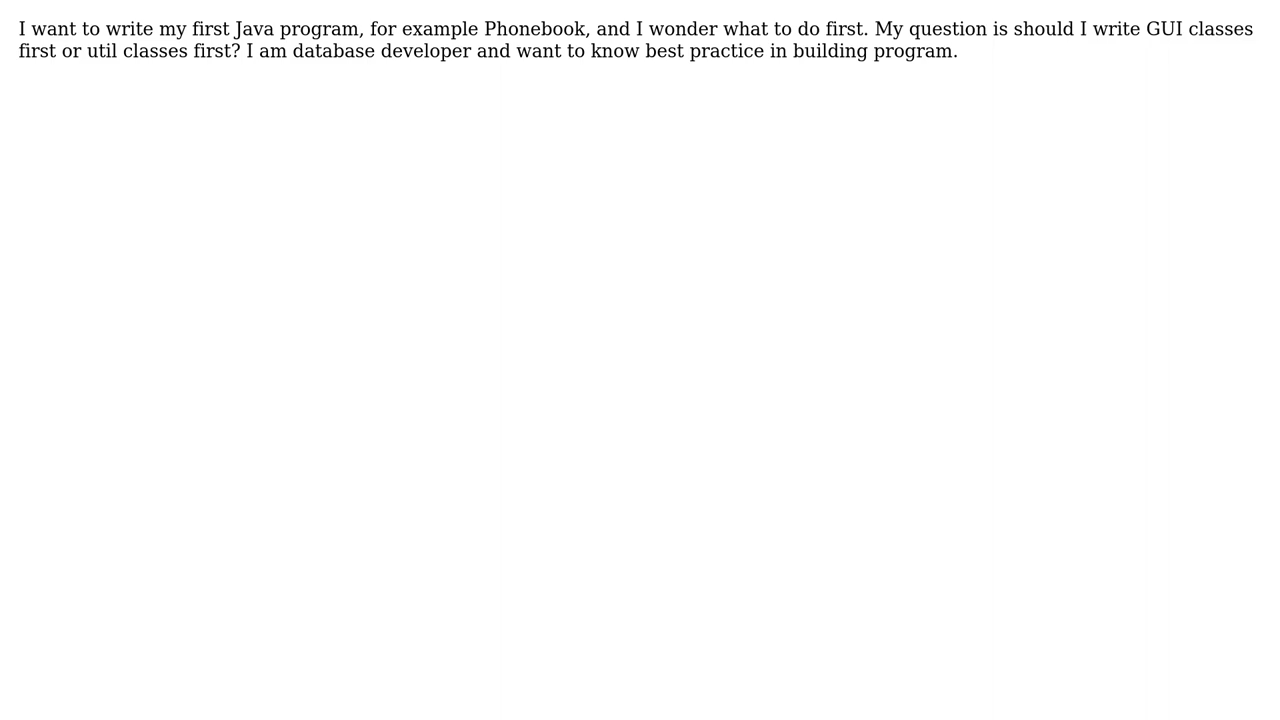 I want to write my first Java program, for example Phonebook, and I wonder what to do first. My question is should I write GUI classes
first or util classes first? I am database developer and want to know best practice in building program.